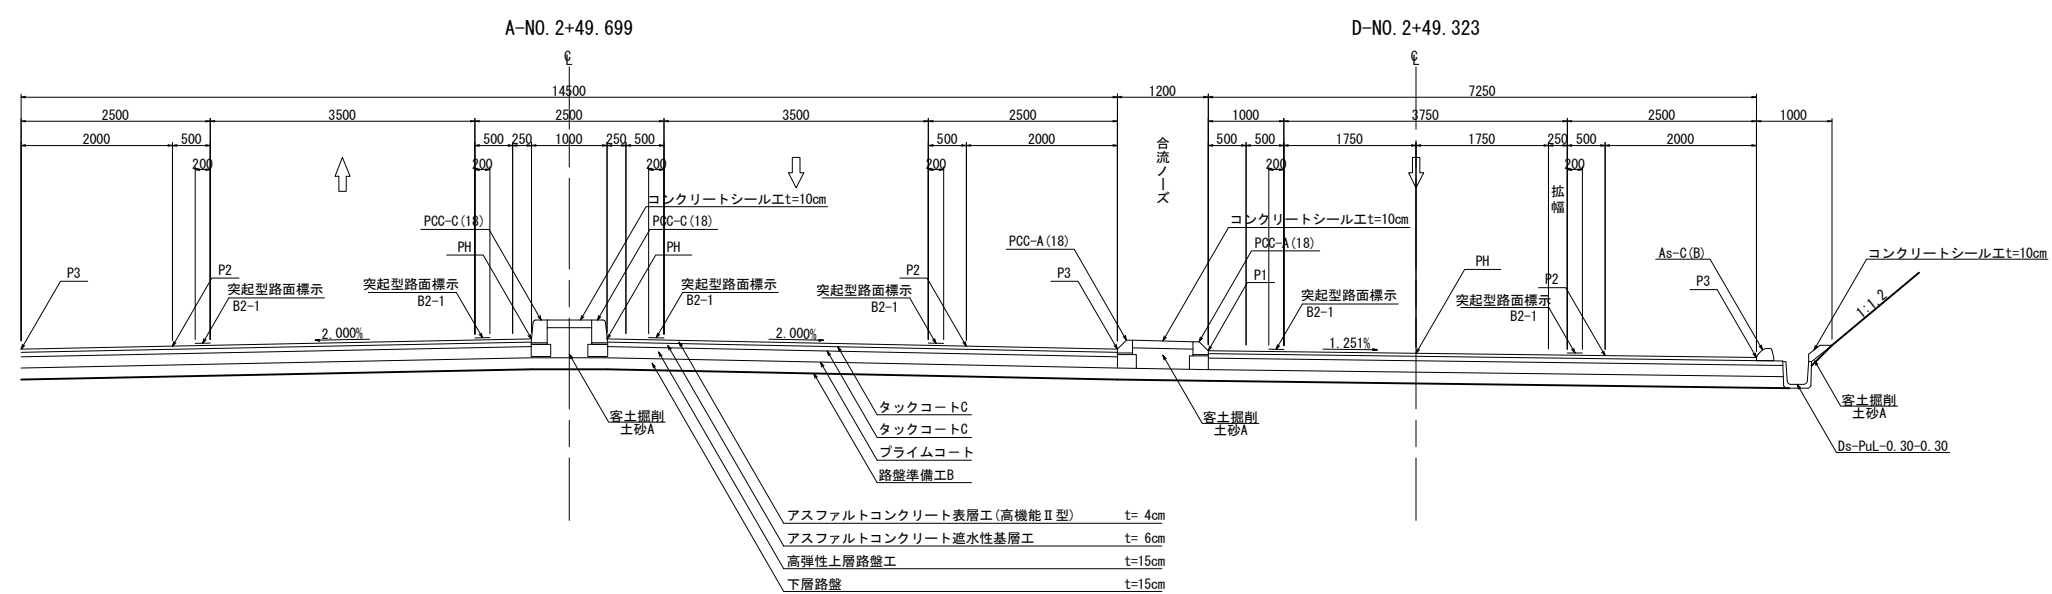 A-NO. 2+49. 699
D-NO. 2+49. 323
℄
℄
14500
1200
7250
2500
3500
2500
3500
2500
1000
3750
2500
1000
2000
500
500
250
1000
250
500
500
2000
500
500
1750
1750
250
500
2000
200
200
200
200
200
200
合流ノーズ
拡幅
コンクリートシール工t=10cm
PCC-C(18)
PCC-C(18)
コンクリートシール工t=10cm
PCC-A(18)
PCC-A(18)
As-C(B)
コンクリートシール工t=10cm
PH
PH
P3
P2
P2
P3
P1
PH
P2
P3
突起型路面標示
B2-1
突起型路面標示
B2-1
突起型路面標示
B2-1
突起型路面標示
B2-1
突起型路面標示
B2-1
突起型路面標示
B2-1
1:1.2
2.000%
2.000%
1.251%
客土掘削
土砂A
客土掘削
土砂A
客土掘削
土砂A
タックコートC
タックコートC
プライムコート
路盤準備工B
Ds-PuL-0.30-0.30
アスファルトコンクリート表層工(高機能Ⅱ型) t= 4cm
アスファルトコンクリート遮水性基層工 t= 6cm
高弾性上層路盤工 t=15cm
下層路盤 t=15cm